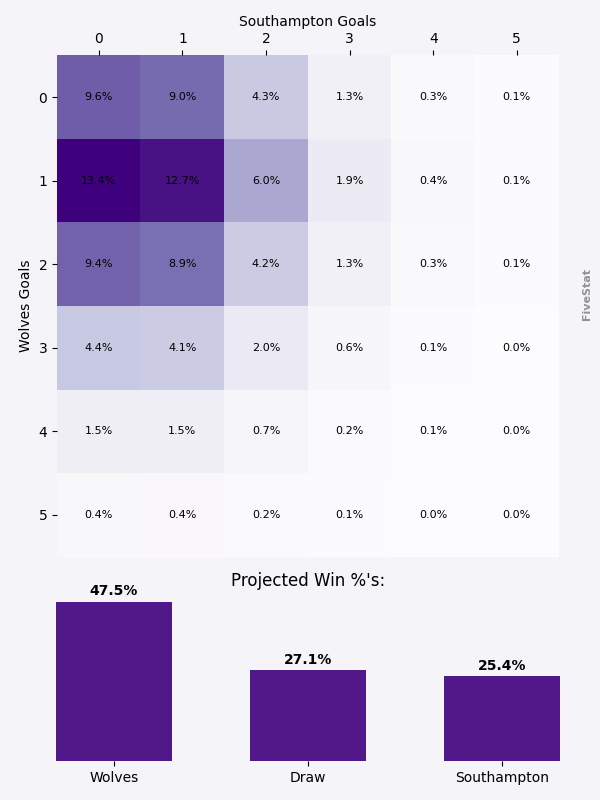 Southampton Goals
0 1 2 3 4 5
Wolves Goals
0 9.6% 9.0% 4.3% 1.3% 0.3% 0.1%
1 13.4% 12.7% 6.0% 1.9% 0.4% 0.1%
2 9.4% 8.9% 4.2% 1.3% 0.3% 0.1%
3 4.4% 4.1% 2.0% 0.6% 0.1% 0.0%
4 1.5% 1.5% 0.7% 0.2% 0.1% 0.0%
5 0.4% 0.4% 0.2% 0.1% 0.0% 0.0%
FiveStat
Projected Win %'s:
47.5% 27.1% 25.4%
Wolves Draw Southampton